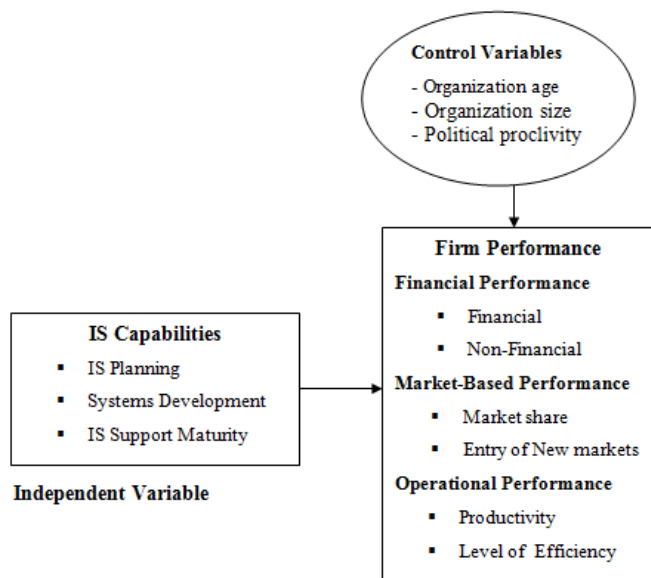 Control Variables
- Organization age
- Organization size
- Political proclivity
Firm Performance
Financial Performance
▪ Financial
▪ Non-Financial
Market-Based Performance
▪ Market share
▪ Entry of New markets
Operational Performance
▪ Productivity
▪ Level of Efficiency
IS Capabilities
▪ IS Planning
▪ Systems Development
▪ IS Support Maturity
Independent Variable